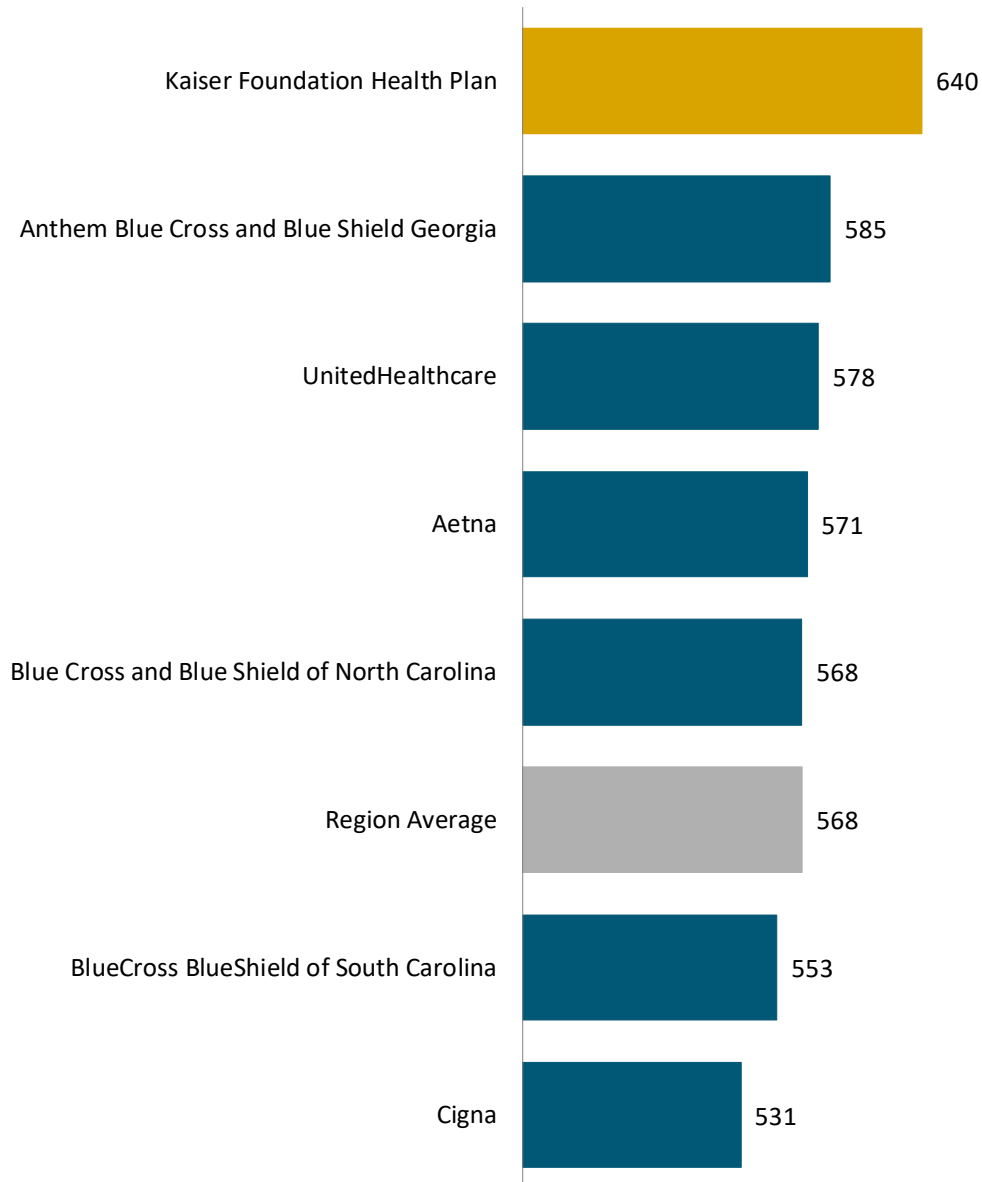 Kaiser Foundation Health Plan 640
Anthem Blue Cross and Blue Shield Georgia 585
UnitedHealthcare 578
Aetna 571
Blue Cross and Blue Shield of North Carolina 568
Region Average 568
BlueCross BlueShield of South Carolina 553
Cigna 531